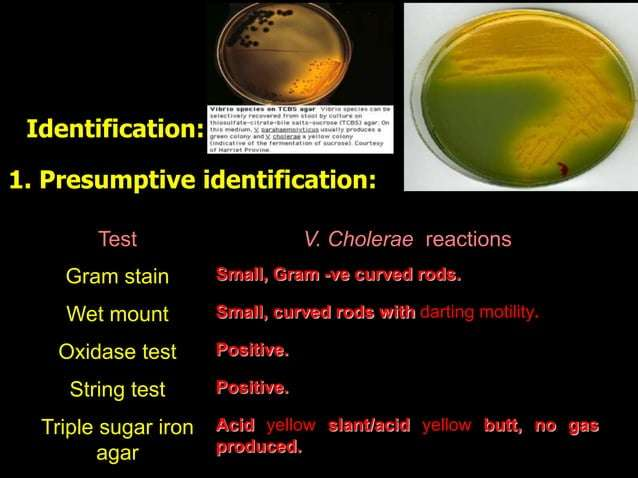 Vibrio species on TCBS agar. Vibrio species can be
selectively recovered from stool by culture on
thiosulfate-citrate-bile salts-sucrose (TCBS) agar. On
this medium, V. parahaemolyticus usually produces a
green colony and V. cholerae a yellow colony
(indicative of the fermentation of sucrose). Courtesy
of Harriet Provine.
Identification:
1. Presumptive identification:
Test V. Cholerae reactions
Gram stain Small, Gram -ve curved rods.
Wet mount Small, curved rods with darting motility.
Oxidase test Positive.
String test Positive.
Triple sugar iron Acid yellow slant/acid yellow butt, no gas
agar produced.